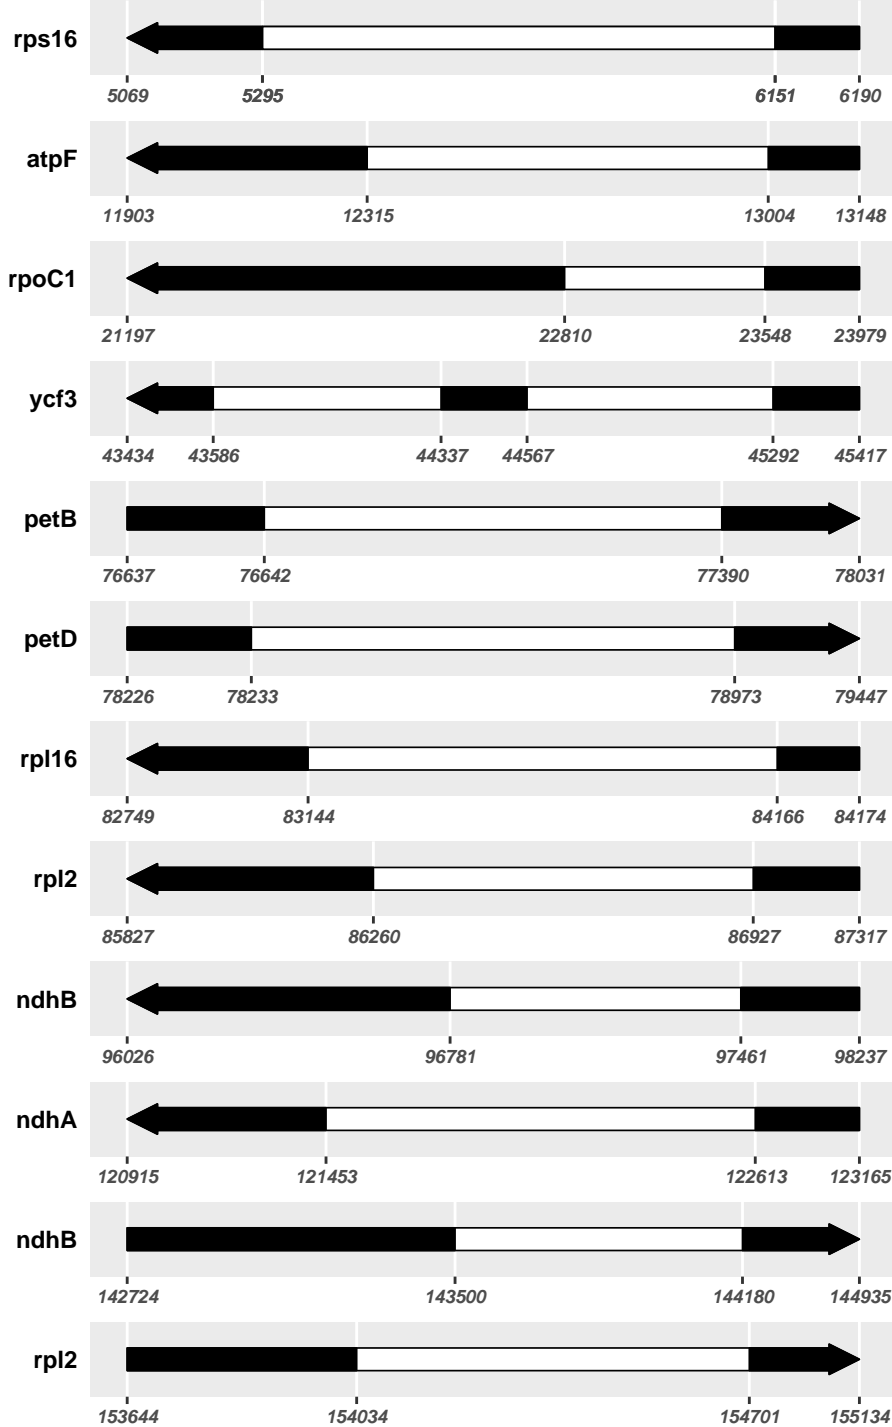 rps16
5069 5295 6151 6190
atpF
11903 12315 13004 13148
rpoC1
21197 22810 23548 23979
ycf3
43434 43586 44337 44567 45292 45417
petB
76637 76642 77390 78031
petD
78226 78233 78973 79447
rpl16
82749 83144 84166 84174
rpl2
85827 86260 86927 87317
ndhB
96026 96781 97461 98237
ndhA
120915 121453 122613 123165
ndhB
142724 143500 144180 144935
rpl2
153644 154034 154701 155134